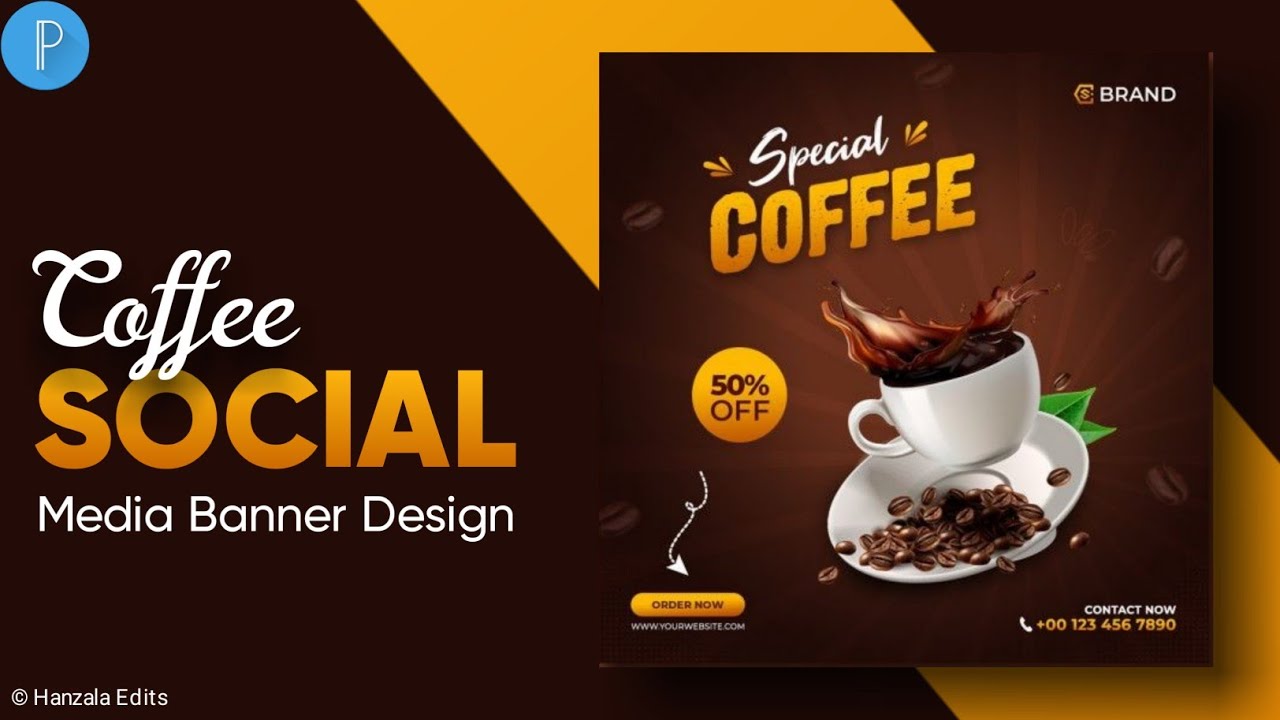 P
Coffee
SOCIAL
Media Banner Design
© Hanzala Edits
BRAND
Special
COFFEE
50%
OFF
ORDER NOW
WWW.YOURWEBSITE.COM
CONTACT NOW
+00 123 456 7890